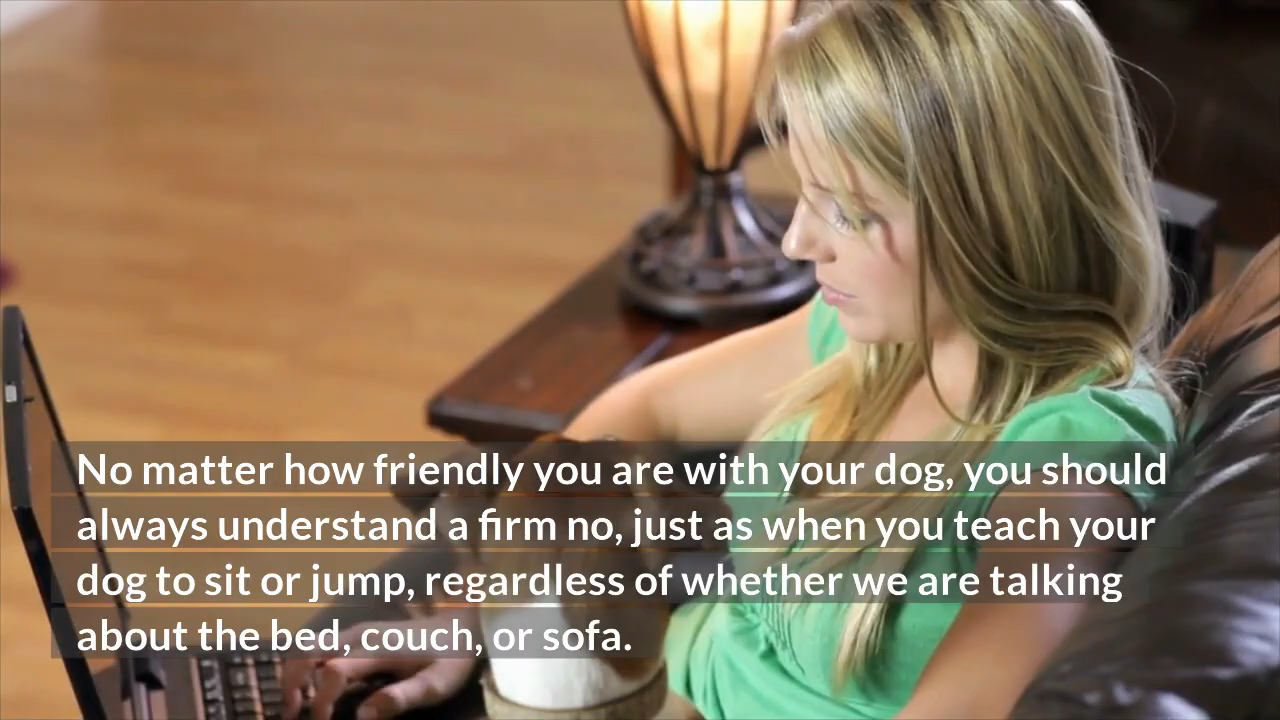 No matter how friendly you are with your dog, you should
always understand a firm no, just as when you teach your
dog to sit or jump, regardless of whether we are talking
about the bed, couch, or sofa.